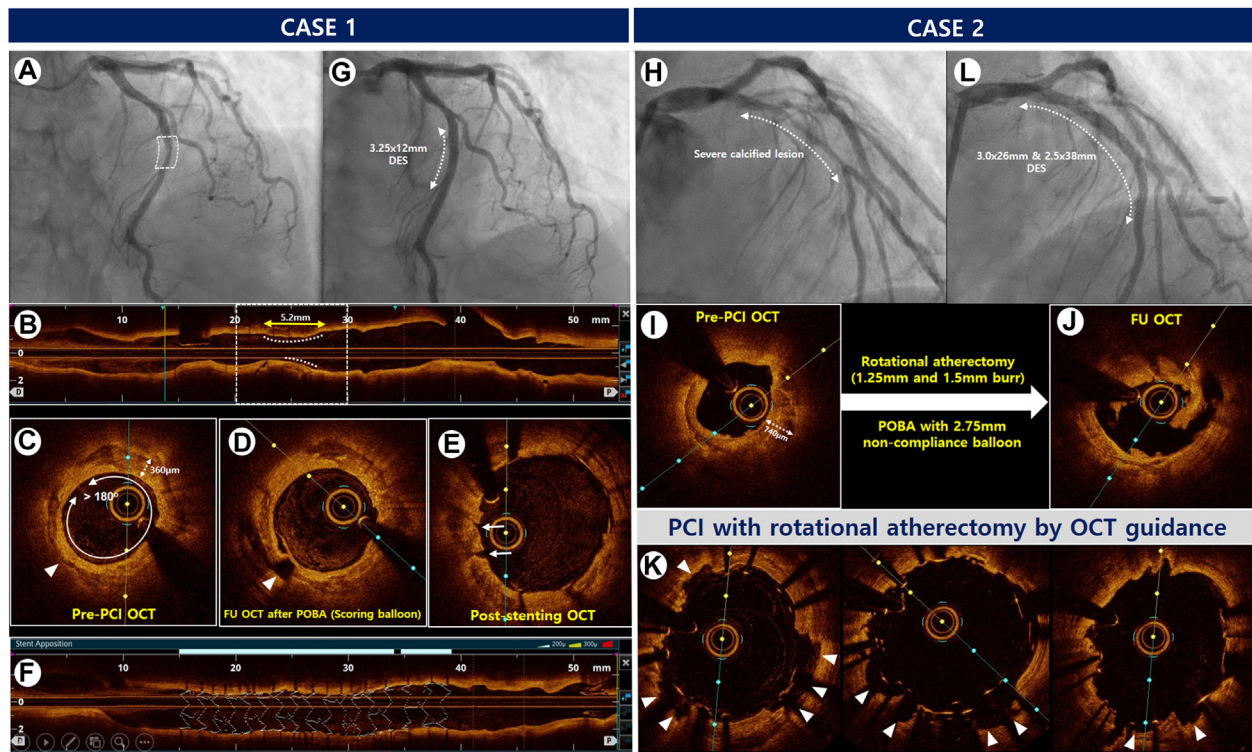 CASE 1
CASE 2
A
G
3.25x12mm
DES
H
Severe calcified lesion
L
3.0x26mm & 2.5x38mm
DES
B
10
20
30
40
50
mm
5.2mm
0
2
D
P
I
Pre-PCI OCT
740µm
Rotational atherectomy
(1.25mm and 1.5mm burr)
POBA with 2.75mm
non-compliance balloon
J
FU OCT
C
360µm
> 180º
Pre-PCI OCT
D
FU OCT after POBA (Scoring balloon)
E
Post-stenting OCT
PCI with rotational atherectomy by OCT guidance
K
Stent Apposition
200µ
300µ
F
10
20
30
40
50
mm
0
2
D
P